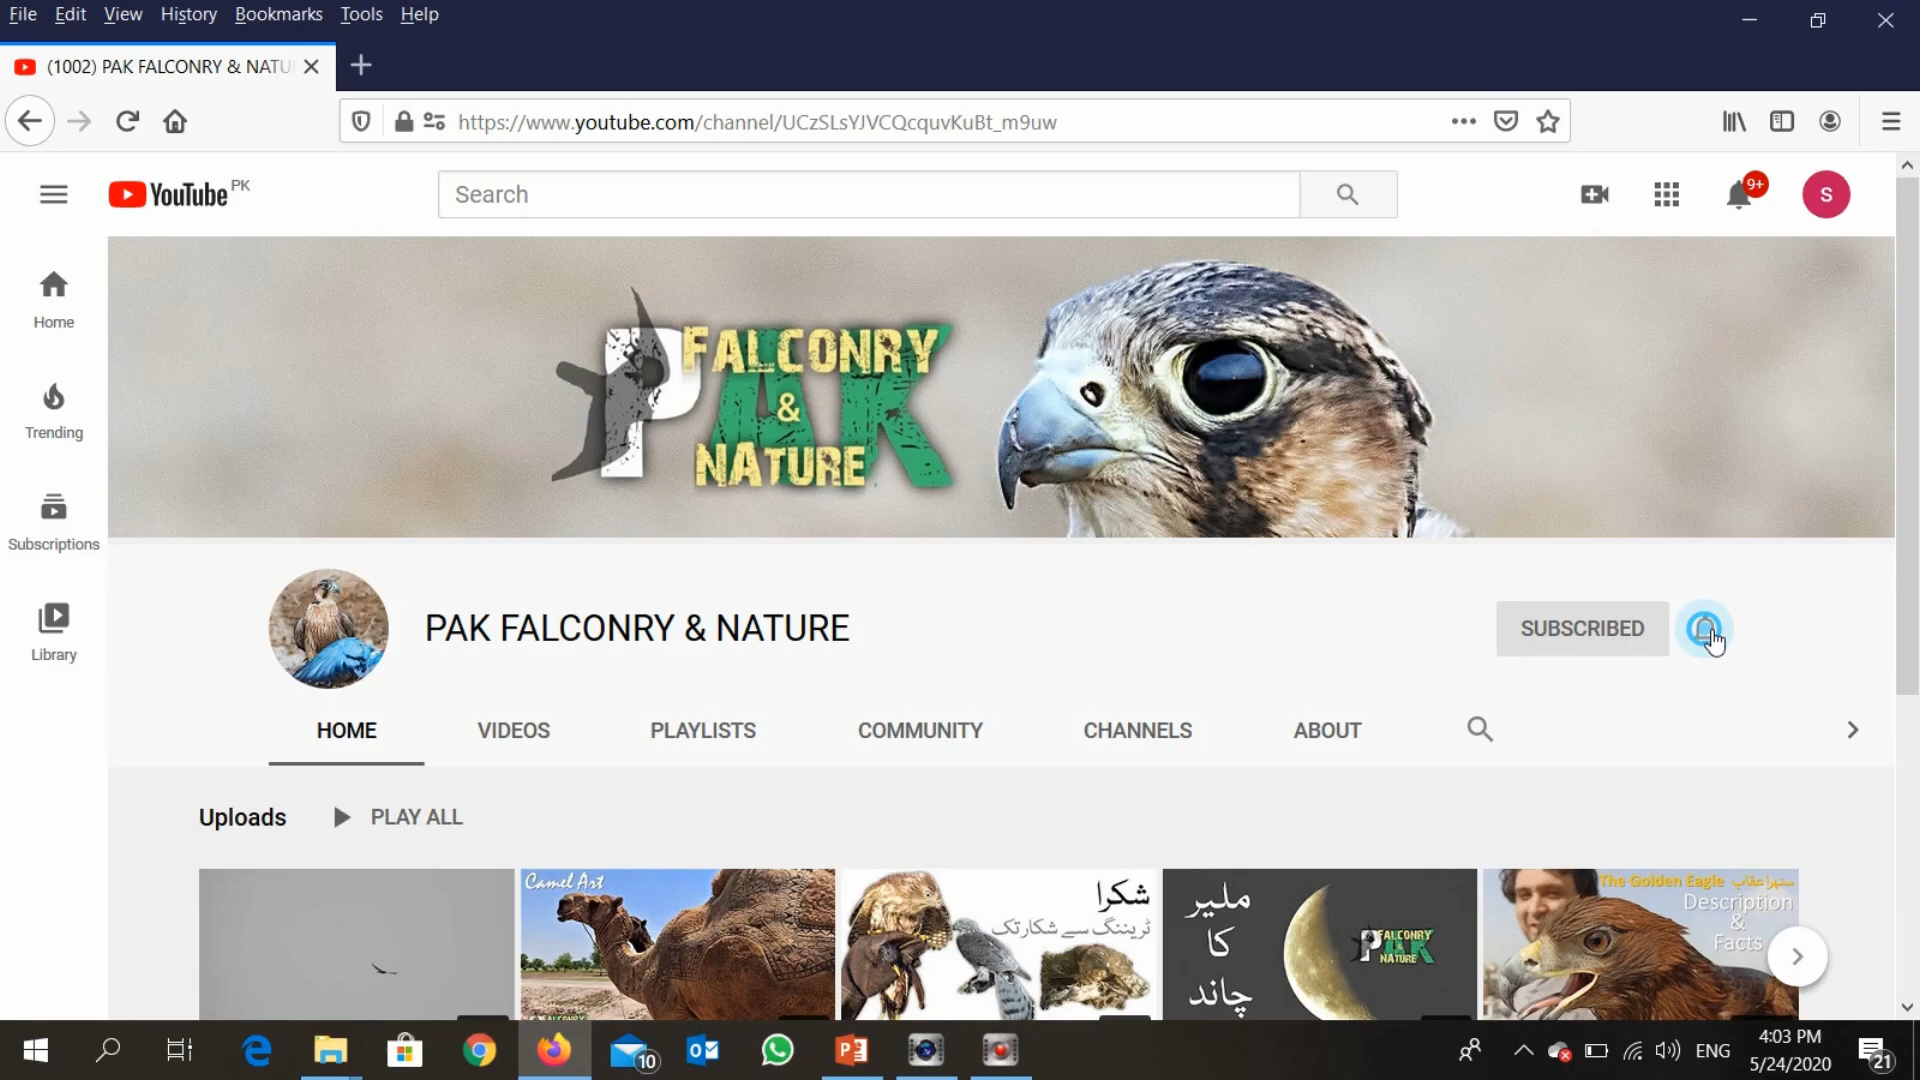 File Edit View History Bookmarks Tools Help
(1002) PAK FALCONRY & NATU
https://www.youtube.com/channel/UCzSLsYJVCQcquvKuBt_m9uw
YouTube PK
Search
9+
S
Home
Trending
Subscriptions
Library
FALCONRY
PAK
&
NATURE
PAK FALCONRY & NATURE
SUBSCRIBED
HOME VIDEOS PLAYLISTS COMMUNITY CHANNELS ABOUT
Uploads PLAY ALL
Camel Art
شکرا
ٹریننگ سے شکار تک
ملیر
کا
چاند
FALCONRY
PAK
NATURE
The Golden Eagle سنہرا عقاب
Description
&
Facts
10
ENG
4:03 PM
5/24/2020
21